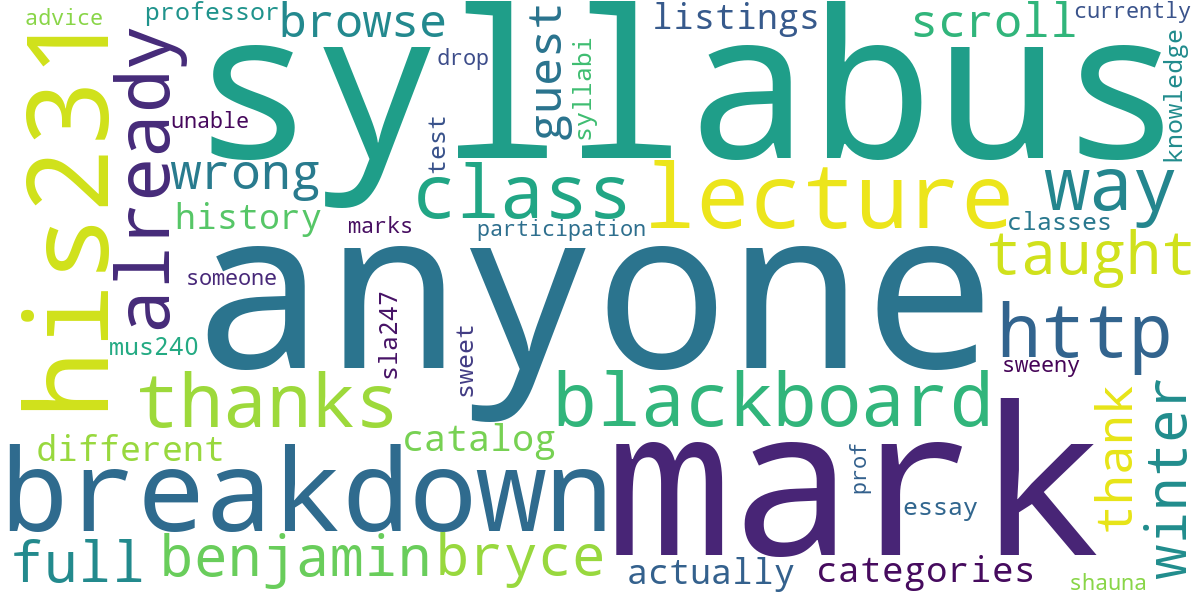 advice
professor
browse
syllabus
guest
listings
scroll
currently
his231
already
drop
syllabi
knowledge
unable
test
wrong
class
lecture
way
history
marks
participation
classes
taught
anyone
someone
sla247
sweet
http
sweeny
mus240
thanks
blackboard
thank
winter
different
catalog
breakdown
mark
prof
essay
full
benjamin
bryce
actually
categories
shauna